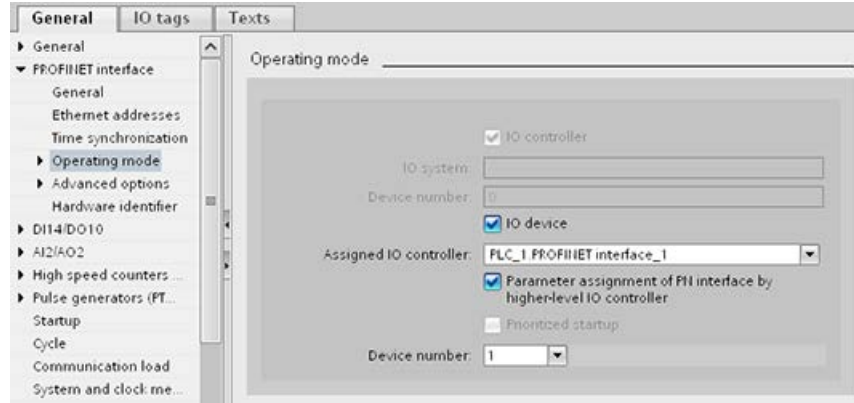 General
IO tags
Texts
General
PROFINET interface
General
Ethernet addresses
Time synchronization
Operating mode
Advanced options
Hardware identifier
DI14/DO10
AI2/AO2
High speed counters ...
Pulse generators (PT...
Startup
Cycle
Communication load
System and clock me...
Operating mode
IO controller
IO system:
Device number: 0
IO device
Assigned IO controller: PLC_1.PROFINET interface_1
Parameter assignment of PN interface by
higher-level IO controller
Prioritized startup
Device number: 1